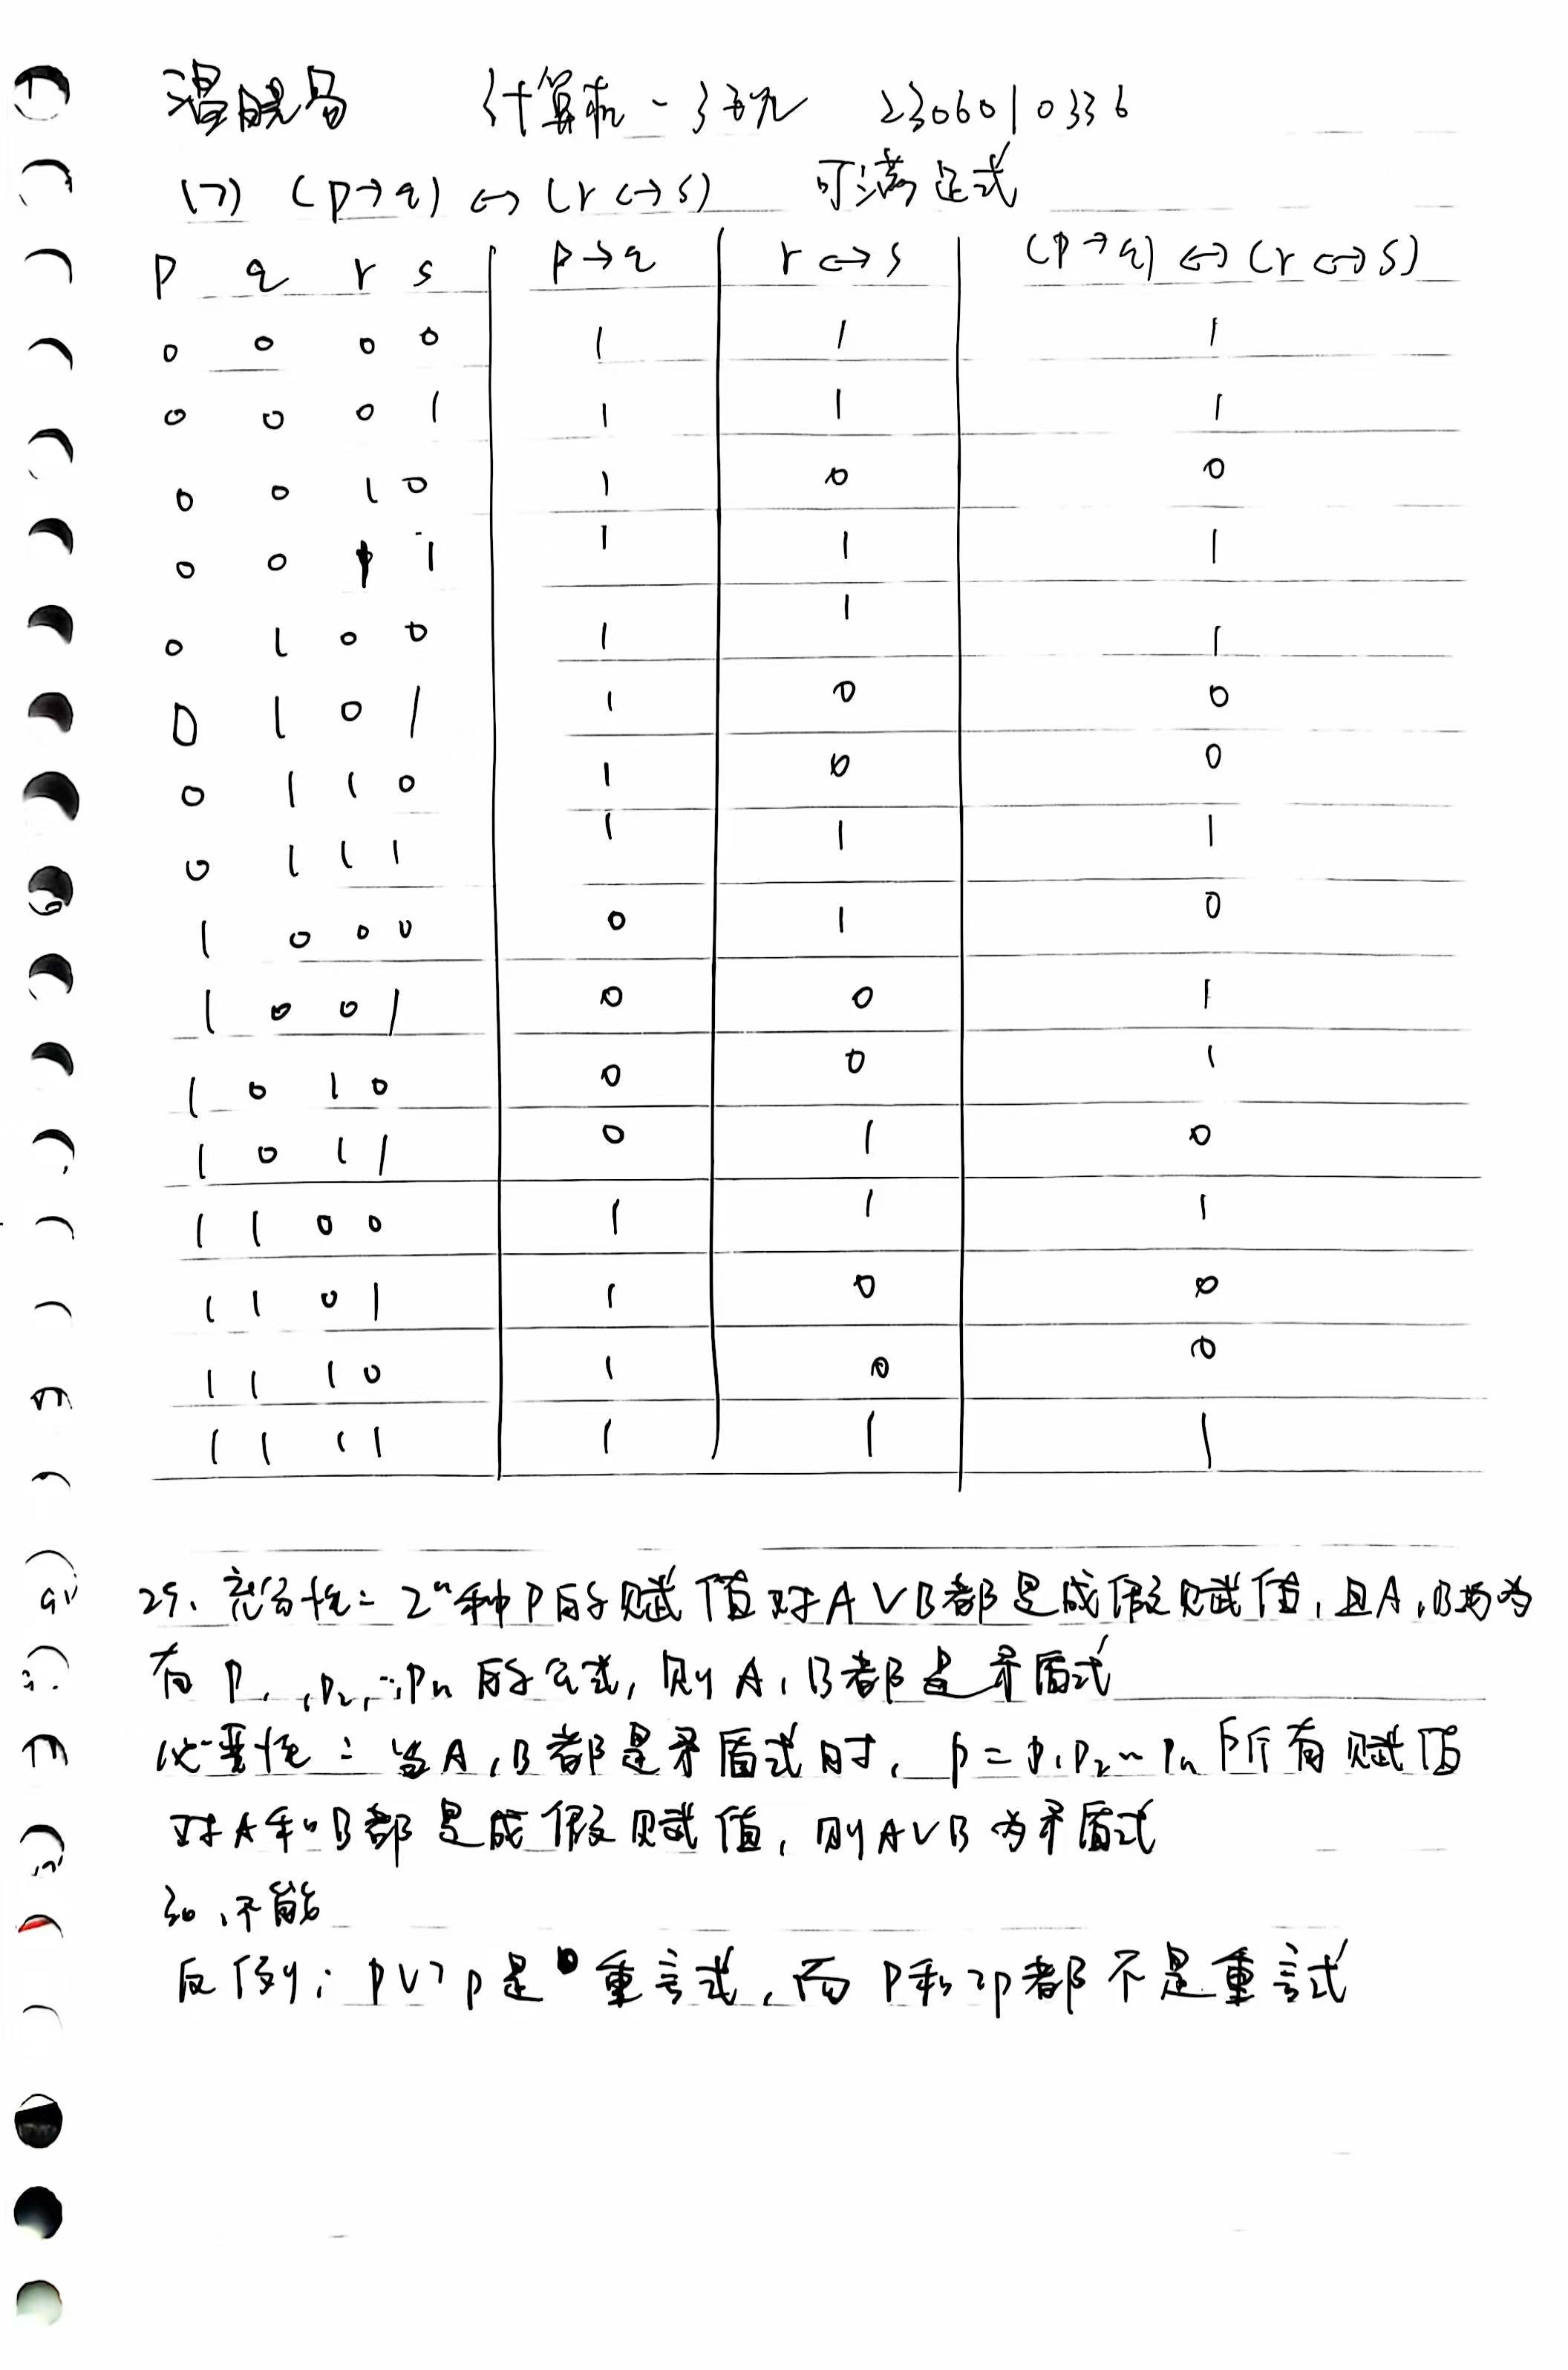 温晓易 计算机-3班 2306010336
(7) (p→q)↔(r↔s) 可满足式
p q r s p→q r↔s (p→q)↔(r↔s)
0 0 0 0 1 1 1
0 0 0 1 1 1 1
0 0 1 0 1 0 0
0 0 1 1 1 1 1
0 1 0 0 1 1 1
0 1 0 1 1 0 0
0 1 1 0 1 0 0
0 1 1 1 1 1 1
1 0 0 0 0 1 0
1 0 0 1 0 0 1
1 0 1 0 0 0 1
1 0 1 1 0 1 0
1 1 0 0 1 1 1
1 1 0 1 1 0 0
1 1 1 0 1 0 0
1 1 1 1 1 1 1
29. 充分性: 2ⁿ种P的赋值对A∨B都是成假赋值, 且A,B均为
有P₁,P₂,…Pn的公式, 则A,B都是矛盾式
必要性: 当A,B都是矛盾式时, p=p₁p₂…pn所有赋值
对A和B都是成假赋值, 则A∨B为矛盾式
30.不能
反例: p∨¬p是重言式, 而p和¬p都不是重言式